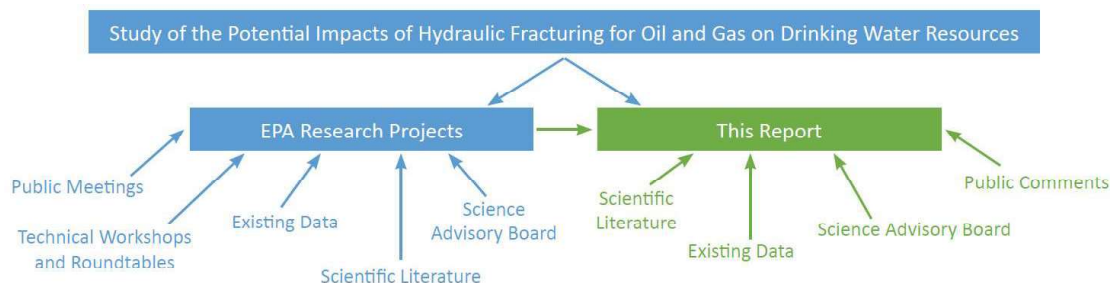 Study of the Potential Impacts of Hydraulic Fracturing for Oil and Gas on Drinking Water Resources
EPA Research Projects
This Report
Public Meetings
Technical Workshops
and Roundtables
Existing Data
Scientific Literature
Science
Advisory Board
Scientific
Literature
Existing Data
Science Advisory Board
Public Comments